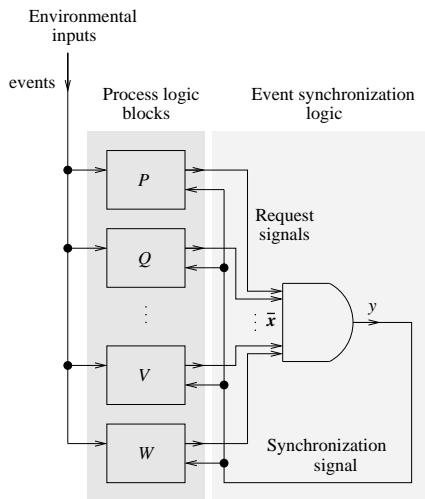 Environmental
inputs
events
Process logic
blocks
Event synchronization
logic
P
Request
signals
Q
x̄
y
V
W
Synchronization
signal